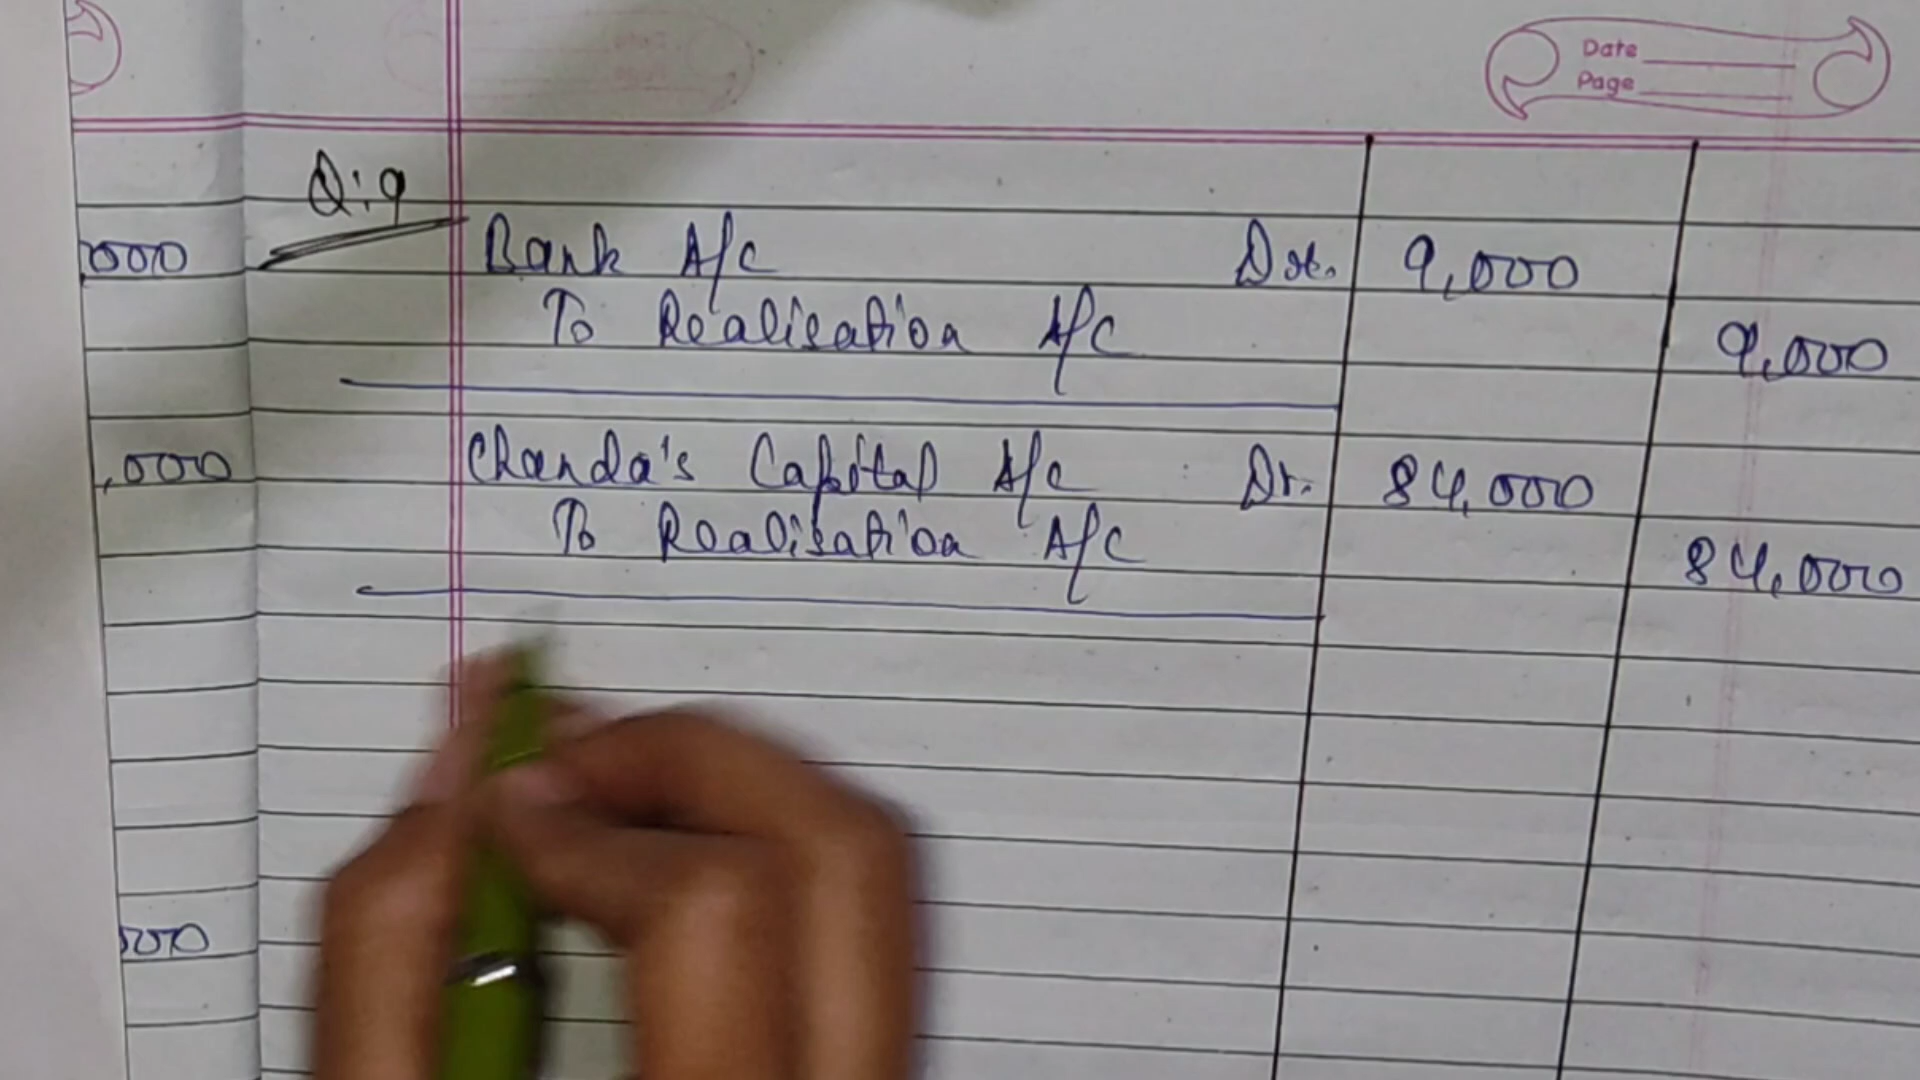 Date
Page
Q:9
,000 Bank A/c Dr. 9,000
To Realisation A/c 9,000
,000 Chanda's Capital A/c Dr. 84,000
To Realisation A/c 84,000
000